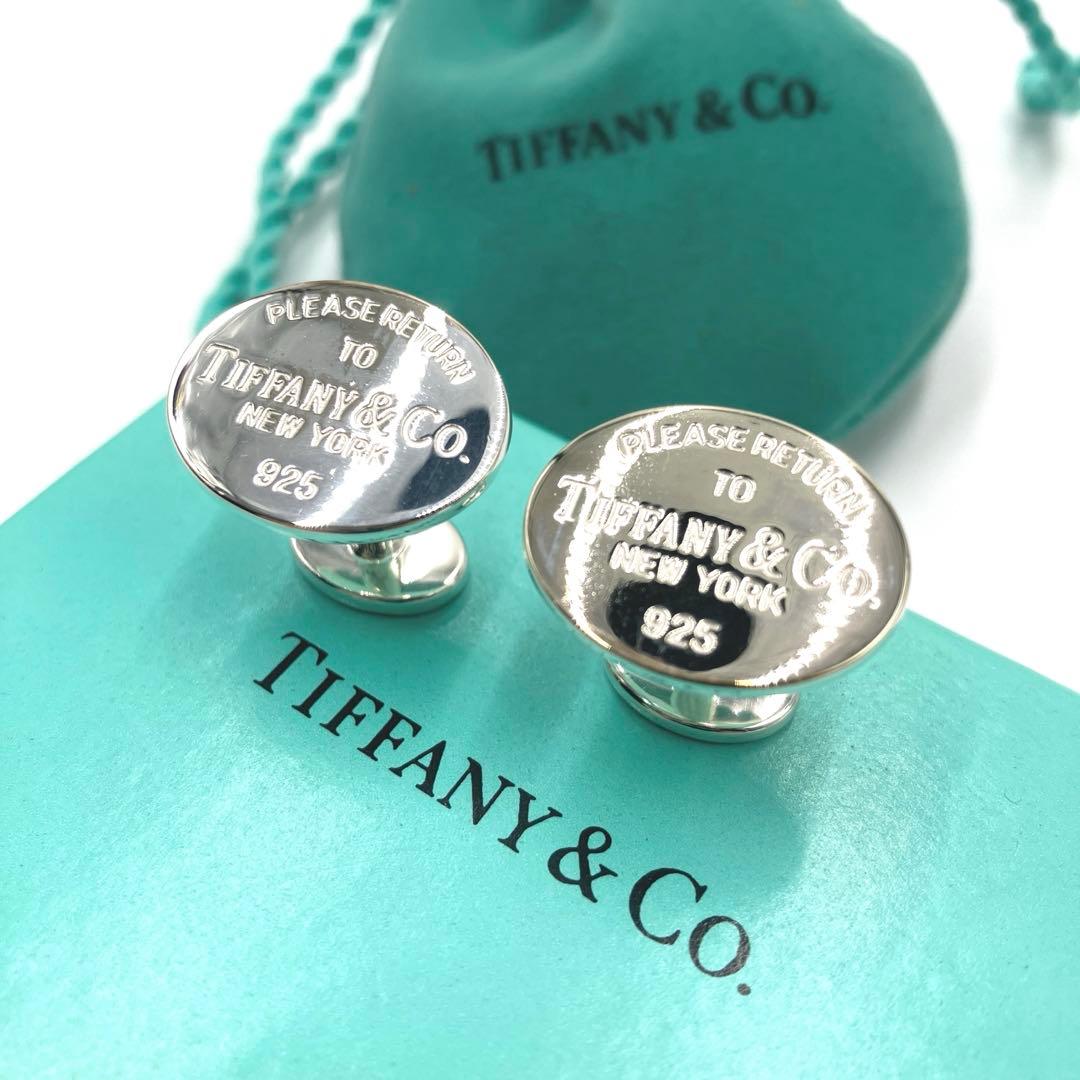 TIFFANY & CO.
PLEASE RETURN
TO
TIFFANY & CO.
NEW YORK
925
PLEASE RETURN
TO
TIFFANY & CO.
NEW YORK
925
TIFFANY & CO.